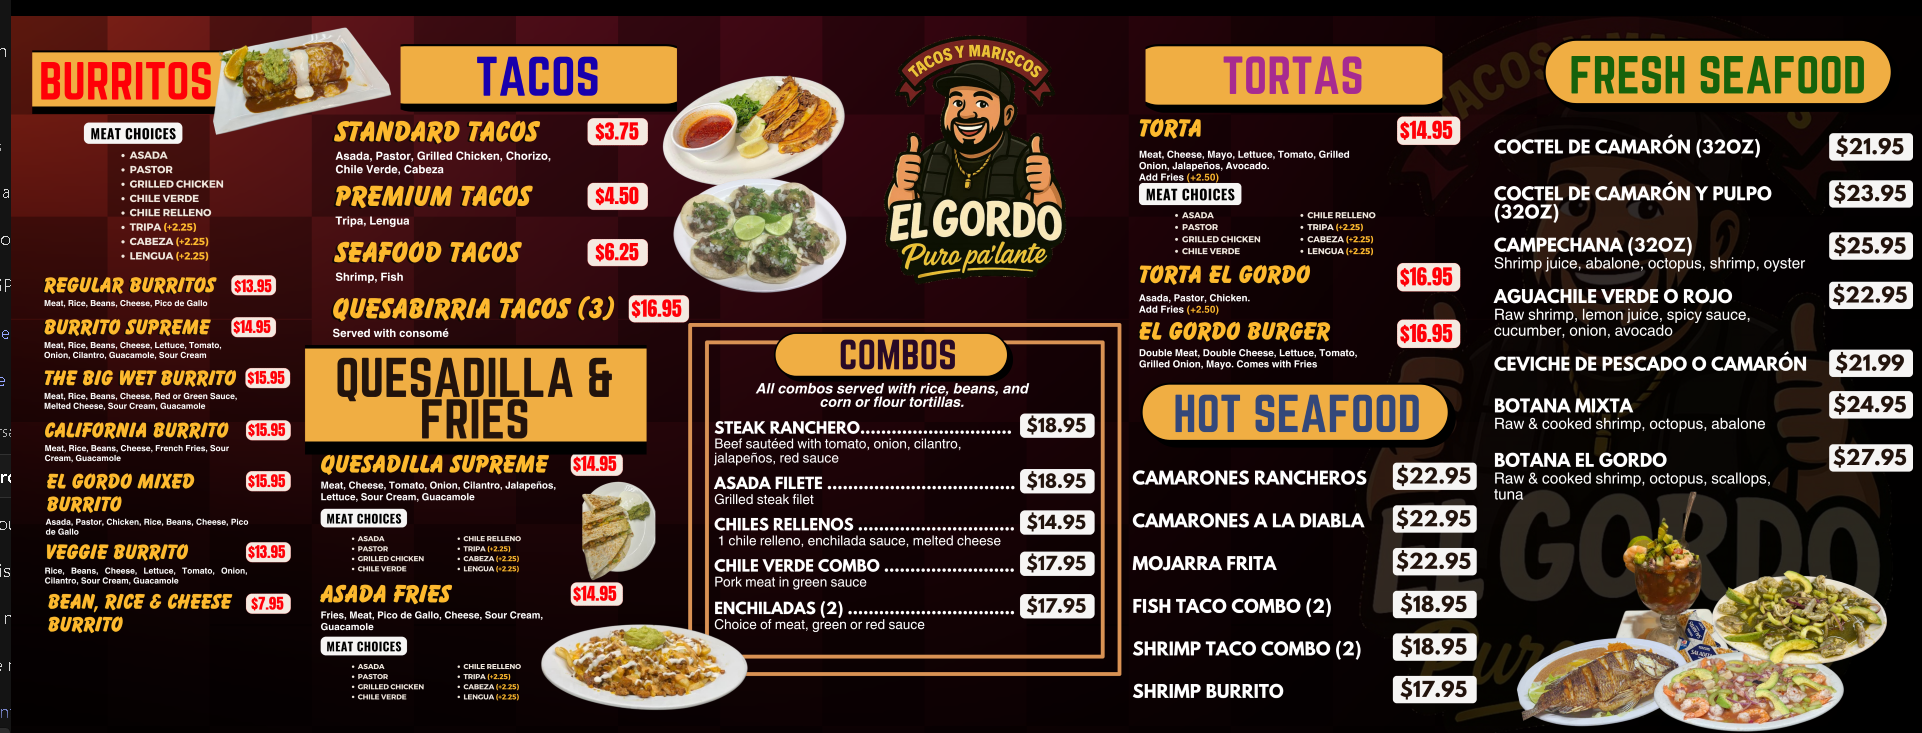 BURRITOS
MEAT CHOICES
• ASADA
• PASTOR
• GRILLED CHICKEN
• CHILE VERDE
• CHILE RELLENO
• TRIPA (+2.25)
• CABEZA (+2.25)
• LENGUA (+2.25)
REGULAR BURRITOS $13.95
Meat, Rice, Beans, Cheese, Pico de Gallo
BURRITO SUPREME $14.95
Meat, Rice, Beans, Cheese, Lettuce, Tomato,
Onion, Cilantro, Guacamole, Sour Cream
THE BIG WET BURRITO $15.95
Meat, Rice, Beans, Cheese, Red or Green Sauce,
Melted Cheese, Sour Cream, Guacamole
CALIFORNIA BURRITO $15.95
Meat, Rice, Beans, Cheese, French Fries, Sour
Cream, Guacamole
EL GORDO MIXED $15.95
BURRITO
Asada, Pastor, Chicken, Rice, Beans, Cheese, Pico
de Gallo
VEGGIE BURRITO $13.95
Rice, Beans, Cheese, Lettuce, Tomato, Onion,
Cilantro, Sour Cream, Guacamole
BEAN, RICE & CHEESE $7.95
BURRITO
TACOS
STANDARD TACOS $3.75
Asada, Pastor, Grilled Chicken, Chorizo,
Chile Verde, Cabeza
PREMIUM TACOS $4.50
Tripa, Lengua
SEAFOOD TACOS $6.25
Shrimp, Fish
QUESABIRRIA TACOS (3) $16.95
Served with consomé
QUESADILLA &
FRIES
QUESADILLA SUPREME $14.95
Meat, Cheese, Tomato, Onion, Cilantro, Jalapeños,
Lettuce, Sour Cream, Guacamole
MEAT CHOICES
• ASADA • CHILE RELLENO
• PASTOR • TRIPA (+2.25)
• GRILLED CHICKEN • CABEZA (+2.25)
• CHILE VERDE • LENGUA (+2.25)
ASADA FRIES $14.95
Fries, Meat, Pico de Gallo, Cheese, Sour Cream,
Guacamole
MEAT CHOICES
• ASADA • CHILE RELLENO
• PASTOR • TRIPA (+2.25)
• GRILLED CHICKEN • CABEZA (+2.25)
• CHILE VERDE • LENGUA (+2.25)
TACOS Y MARISCOS
EL GORDO
Puro pa'lante
COMBOS
All combos served with rice, beans, and
corn or flour tortillas.
STEAK RANCHERO............................... $18.95
Beef sautéed with tomato, onion, cilantro,
jalapeños, red sauce
ASADA FILETE ...................................... $18.95
Grilled steak filet
CHILES RELLENOS ................................ $14.95
1 chile relleno, enchilada sauce, melted cheese
CHILE VERDE COMBO ........................... $17.95
Pork meat in green sauce
ENCHILADAS (2) .................................. $17.95
Choice of meat, green or red sauce
TORTAS
TORTA $14.95
Meat, Cheese, Mayo, Lettuce, Tomato, Grilled
Onion, Jalapeños, Avocado.
Add Fries (+2.50)
MEAT CHOICES
• ASADA • CHILE RELLENO
• PASTOR • TRIPA (+2.25)
• GRILLED CHICKEN • CABEZA (+2.25)
• CHILE VERDE • LENGUA (+2.25)
TORTA EL GORDO $16.95
Asada, Pastor, Chicken.
Add Fries (+2.50)
EL GORDO BURGER $16.95
Double Meat, Double Cheese, Lettuce, Tomato,
Grilled Onion, Mayo. Comes with Fries
HOT SEAFOOD
CAMARONES RANCHEROS $22.95
CAMARONES A LA DIABLA $22.95
MOJARRA FRITA $22.95
FISH TACO COMBO (2) $18.95
SHRIMP TACO COMBO (2) $18.95
SHRIMP BURRITO $17.95
FRESH SEAFOOD
COCTEL DE CAMARÓN (32OZ) $21.95
COCTEL DE CAMARÓN Y PULPO $23.95
(32OZ)
CAMPECHANA (32OZ) $25.95
Shrimp juice, abalone, octopus, shrimp, oyster
AGUACHILE VERDE O ROJO $22.95
Raw shrimp, lemon juice, spicy sauce,
cucumber, onion, avocado
CEVICHE DE PESCADO O CAMARÓN $21.99
BOTANA MIXTA $24.95
Raw & cooked shrimp, octopus, abalone
BOTANA EL GORDO $27.95
Raw & cooked shrimp, octopus, scallops,
tuna
EL GORDO